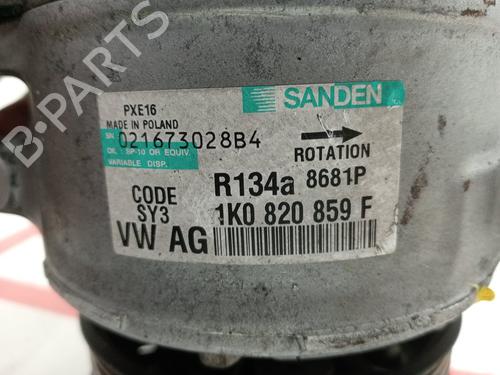 PXE16
MADE IN POLAND
SANDEN
S/N 021673028B4
OIL: SP-10 OR EQUIV.
VARIABLE DISP.
ROTATION
R134a 8681P
CODE
SY3
1K0 820 859 F
VW AG